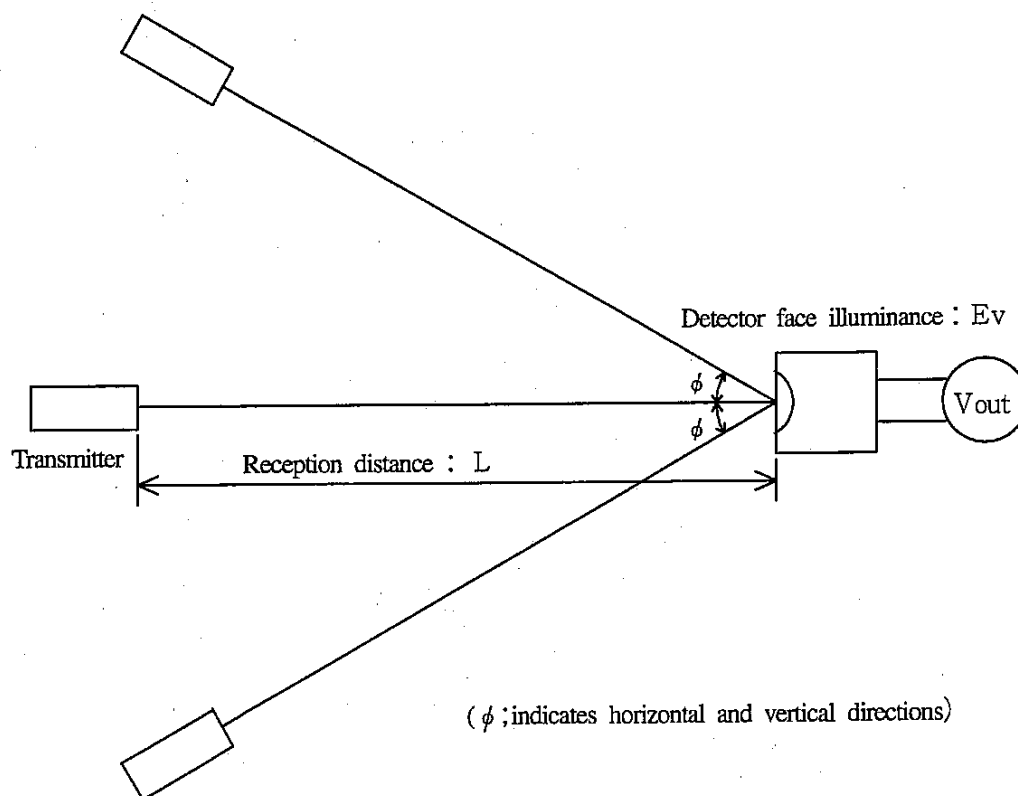 Detector face illuminance : Ev
ϕ
Vout
ϕ
Transmitter
Reception distance : L
(ϕ ;indicates horizontal and vertical directions)